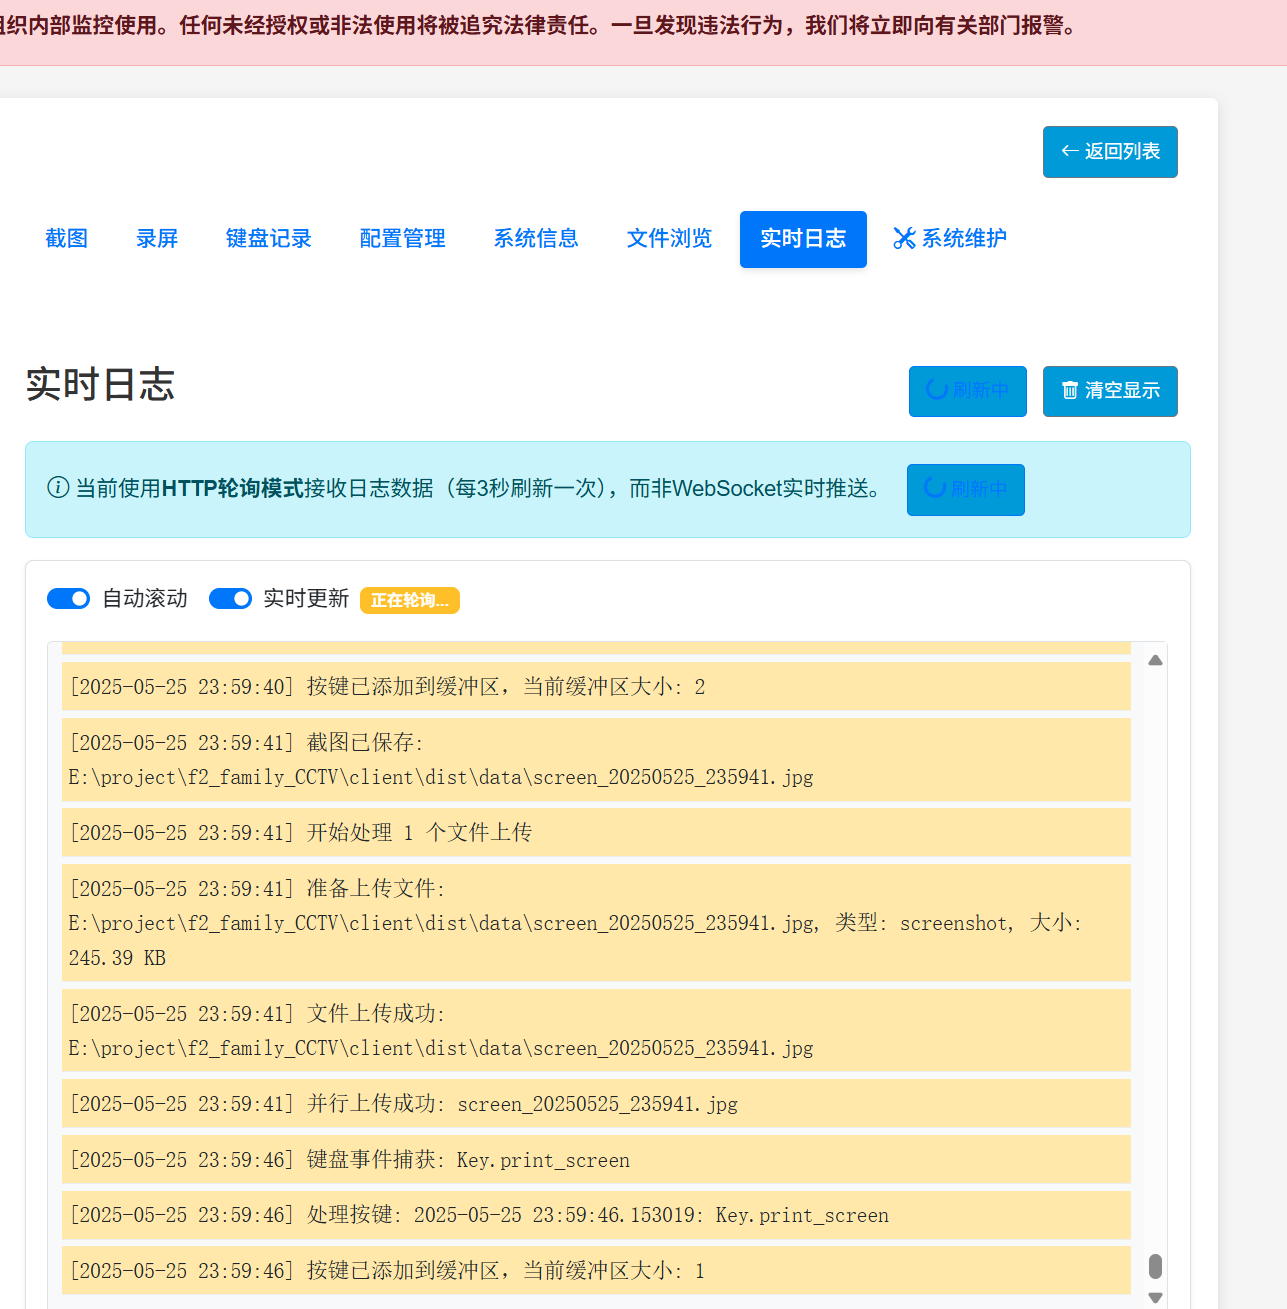 组织内部监控使用。任何未经授权或非法使用将被追究法律责任。一旦发现违法行为，我们将立即向有关部门报警。
← 返回列表
截图 录屏 键盘记录 配置管理 系统信息 文件浏览 实时日志 系统维护
实时日志
刷新中 清空显示
当前使用HTTP轮询模式接收日志数据（每3秒刷新一次），而非WebSocket实时推送。 刷新中
自动滚动 实时更新 正在轮询...
[2025-05-25 23:59:40] 按键已添加到缓冲区，当前缓冲区大小: 2
[2025-05-25 23:59:41] 截图已保存:
E:\project\f2_family_CCTV\client\dist\data\screen_20250525_235941.jpg
[2025-05-25 23:59:41] 开始处理 1 个文件上传
[2025-05-25 23:59:41] 准备上传文件:
E:\project\f2_family_CCTV\client\dist\data\screen_20250525_235941.jpg, 类型: screenshot, 大小:
245.39 KB
[2025-05-25 23:59:41] 文件上传成功:
E:\project\f2_family_CCTV\client\dist\data\screen_20250525_235941.jpg
[2025-05-25 23:59:41] 并行上传成功: screen_20250525_235941.jpg
[2025-05-25 23:59:46] 键盘事件捕获: Key.print_screen
[2025-05-25 23:59:46] 处理按键: 2025-05-25 23:59:46.153019: Key.print_screen
[2025-05-25 23:59:46] 按键已添加到缓冲区，当前缓冲区大小: 1